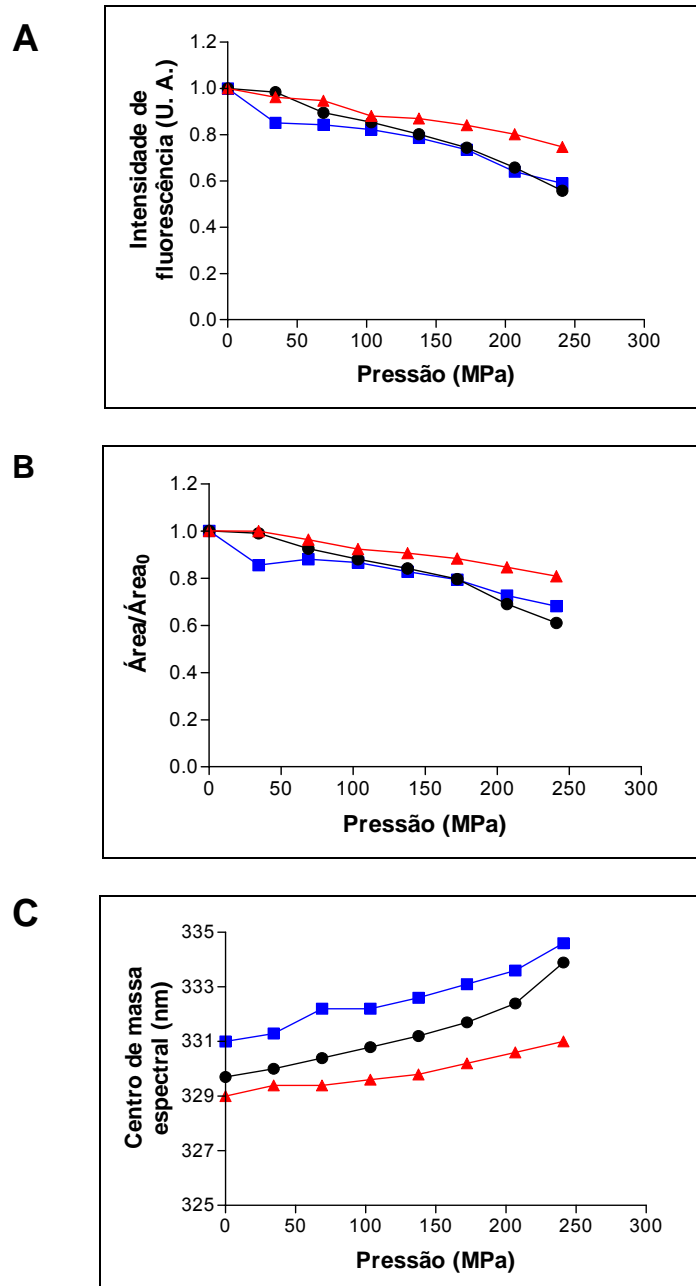 A
1.2
1.0
0.8
0.6
0.4
0.2
0.0
Intensidade de
fluorescência (U. A.)
0 50 100 150 200 250 300
Pressão (MPa)
B
1.2
1.0
0.8
0.6
0.4
0.2
0.0
Área/Área₀
0 50 100 150 200 250 300
Pressão (MPa)
C
335
333
331
329
327
325
Centro de massa
espectral (nm)
0 50 100 150 200 250 300
Pressão (MPa)